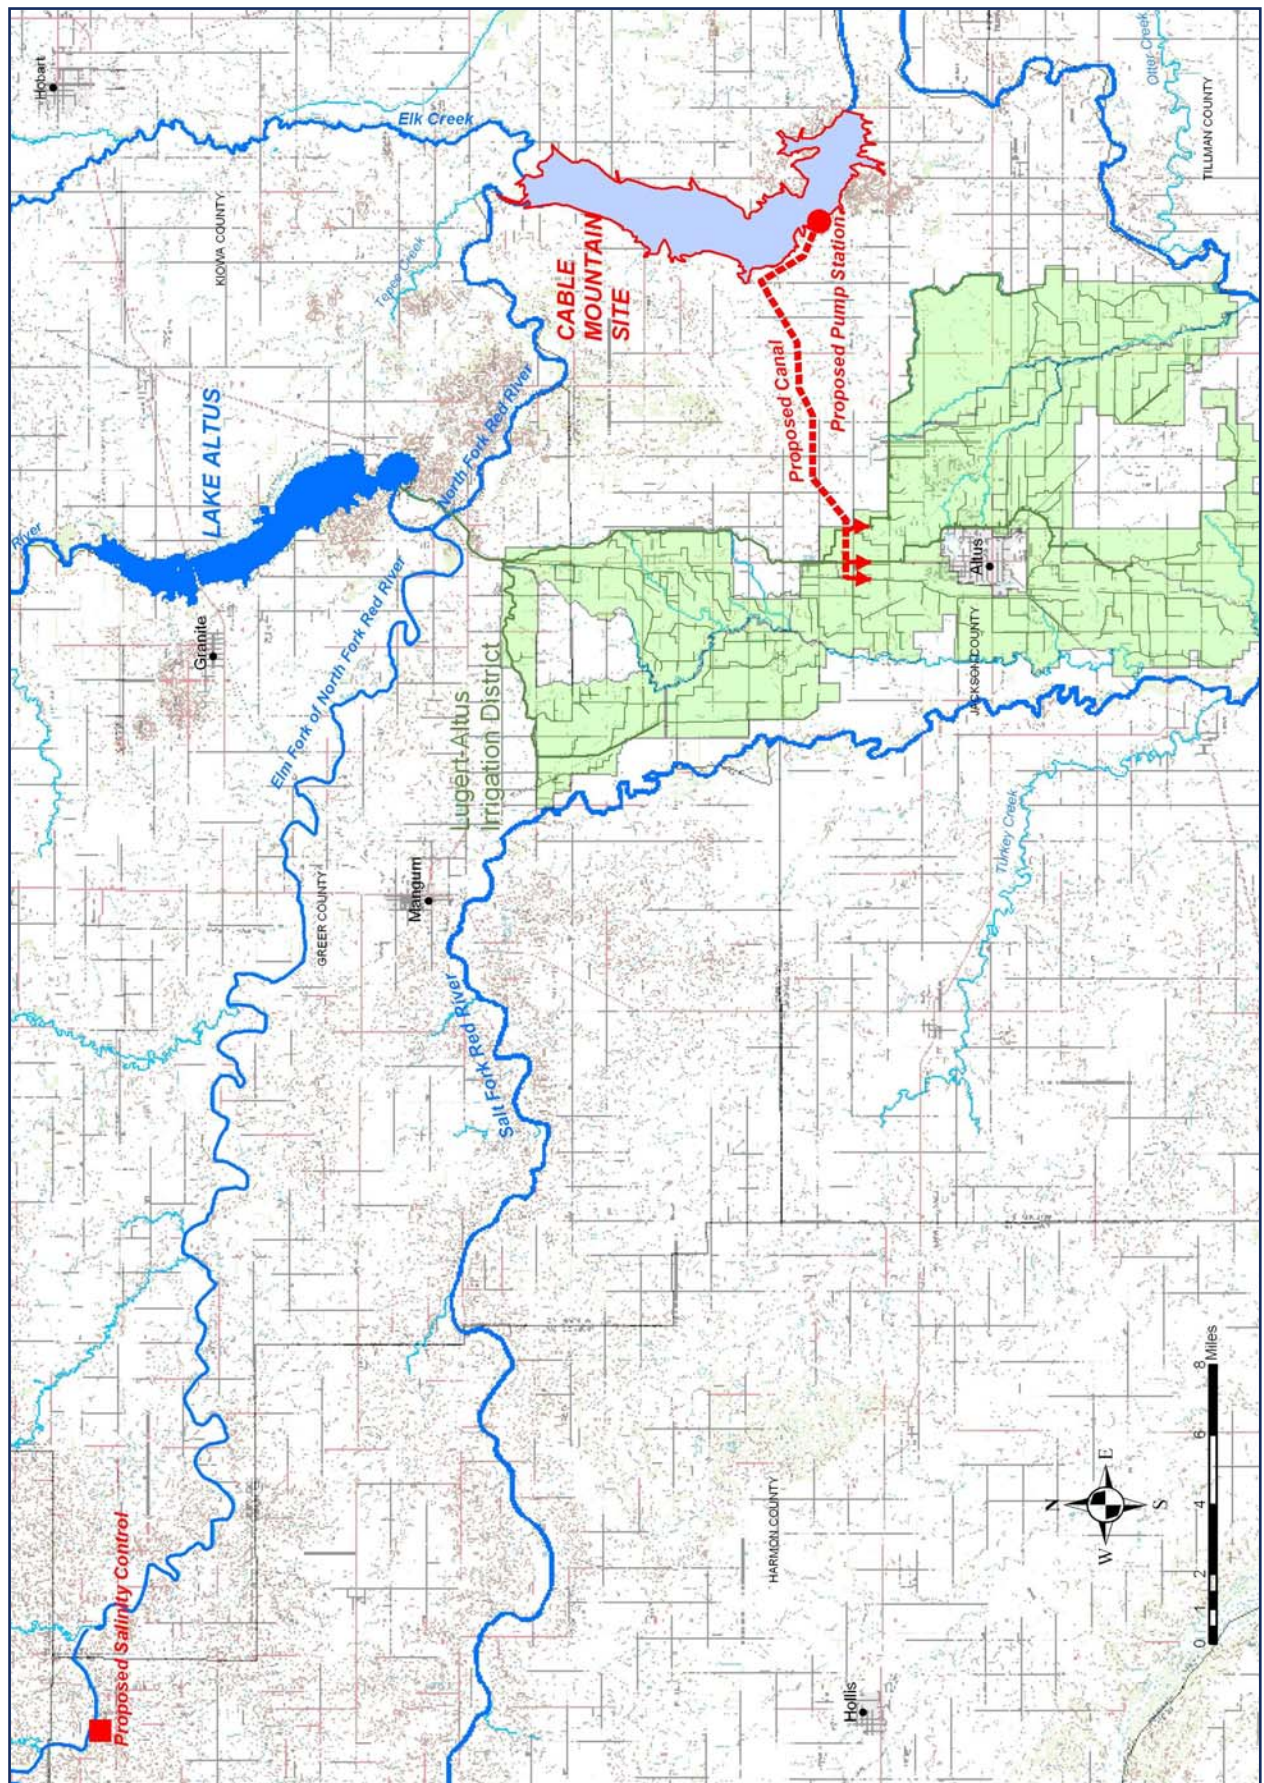 Hobart
Elk Creek
Otter Creek
TILLMAN COUNTY
KIOWA COUNTY
Tepee Creek
CABLE
MOUNTAIN
SITE
Proposed Pump Station
Proposed Canal
LAKE ALTUS
North Fork Red River
River
Granite
Elm Fork of North Fork Red River
Lugert-Altus
Irrigation District
Altus
JACKSON COUNTY
GREER COUNTY
Mangum
Turkey Creek
Salt Fork Red River
Proposed Salinity Control
HARMON COUNTY
Hollis
N
W
E
S
0 1 2 4 6 8
Miles